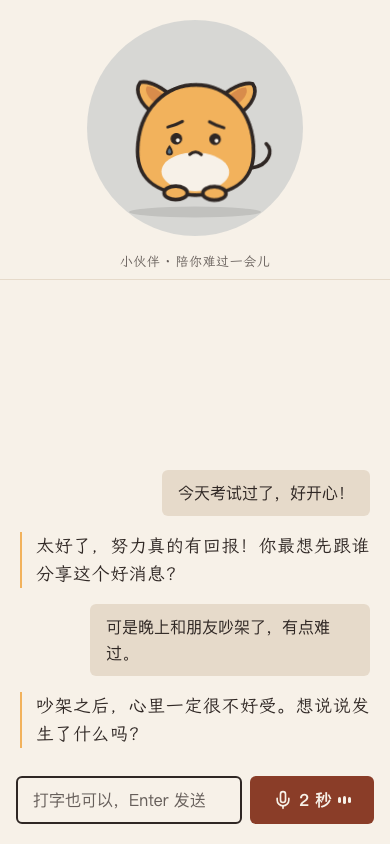 小伙伴·陪你难过一会儿
今天考试过了，好开心！
太好了，努力真的有回报！你最想先跟谁
分享这个好消息？
可是晚上和朋友吵架了，有点难
过。
吵架之后，心里一定很不好受。想说说发
生了什么吗？
打字也可以，Enter 发送
2 秒